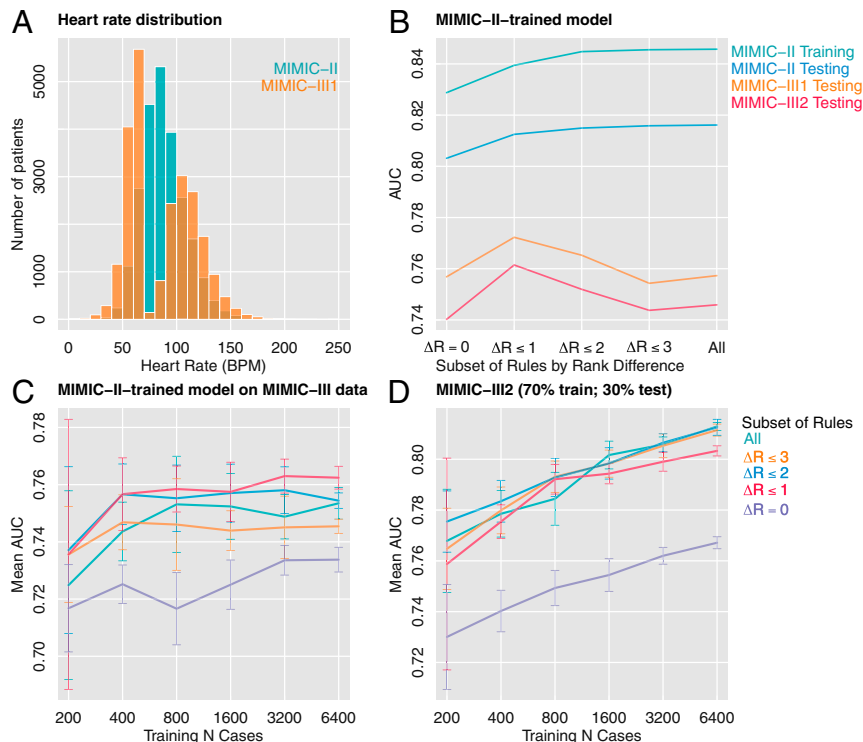 A Heart rate distribution
Number of patients
5000
3000
1000
0
MIMIC-II
MIMIC-III1
0 50 100 150 200 250
Heart Rate (BPM)
B MIMIC-II-trained model
AUC
0.84
0.82
0.80
0.78
0.76
0.74
MIMIC-II Training
MIMIC-II Testing
MIMIC-III1 Testing
MIMIC-III2 Testing
ΔR = 0 ΔR ≤ 1 ΔR ≤ 2 ΔR ≤ 3 All
Subset of Rules by Rank Difference
C MIMIC-II-trained model on MIMIC-III data
Mean AUC
0.78
0.76
0.74
0.72
0.70
200 400 800 1600 3200 6400
Training N Cases
D MIMIC-III2 (70% train; 30% test)
Mean AUC
0.80
0.78
0.76
0.74
0.72
200 400 800 1600 3200 6400
Training N Cases
Subset of Rules
All
ΔR ≤ 3
ΔR ≤ 2
ΔR ≤ 1
ΔR = 0